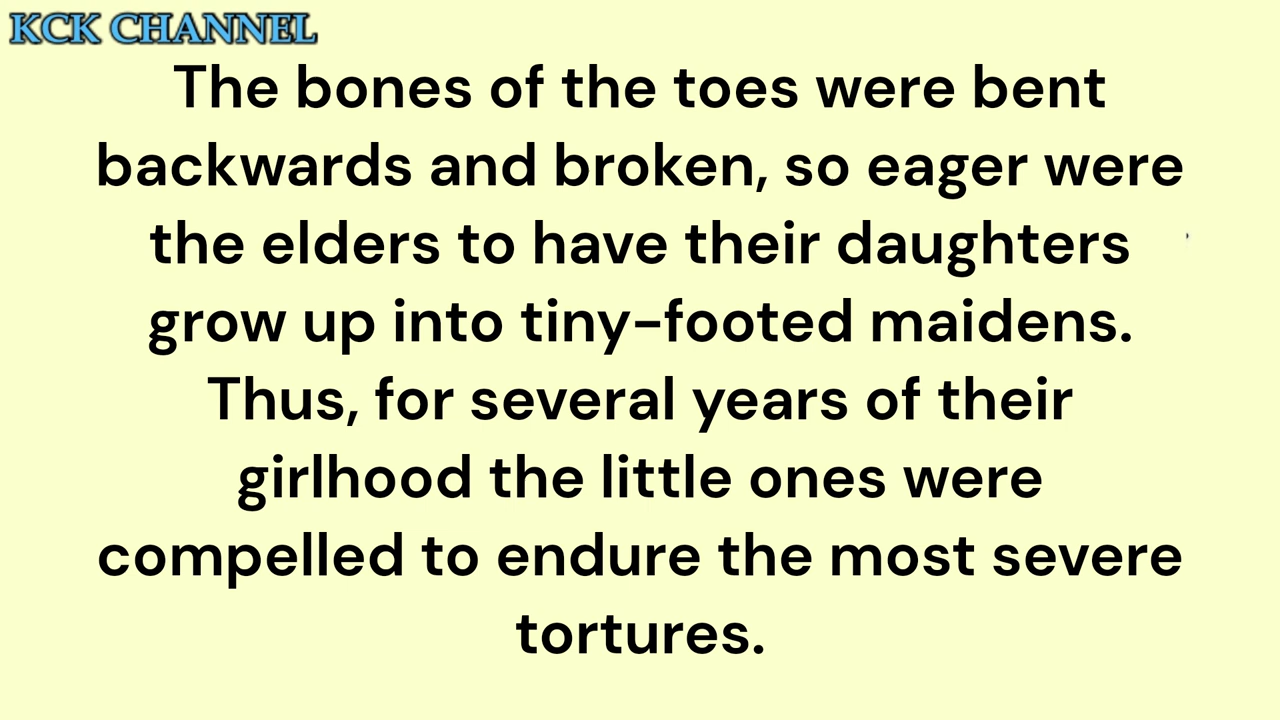 KCK CHANNEL
The bones of the toes were bent
backwards and broken, so eager were
the elders to have their daughters
grow up into tiny-footed maidens.
Thus, for several years of their
girlhood the little ones were
compelled to endure the most severe
tortures.